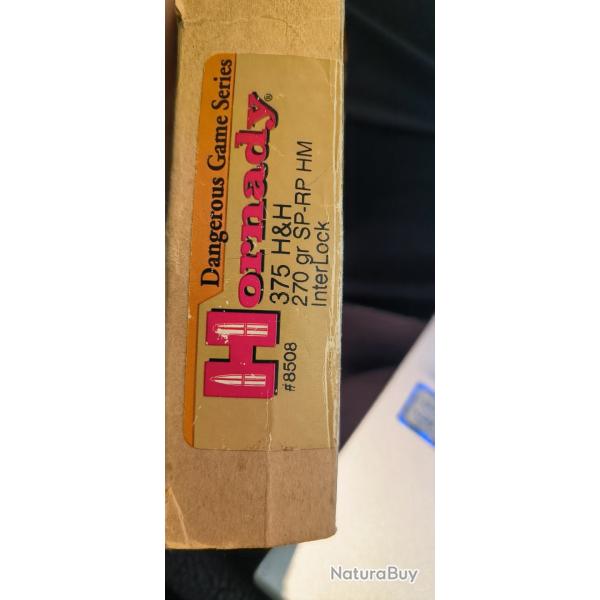 Dangerous Game Series
Hornady®
375 H&H
270 gr SP-RP HM
InterLock
#8508
NaturaBuy